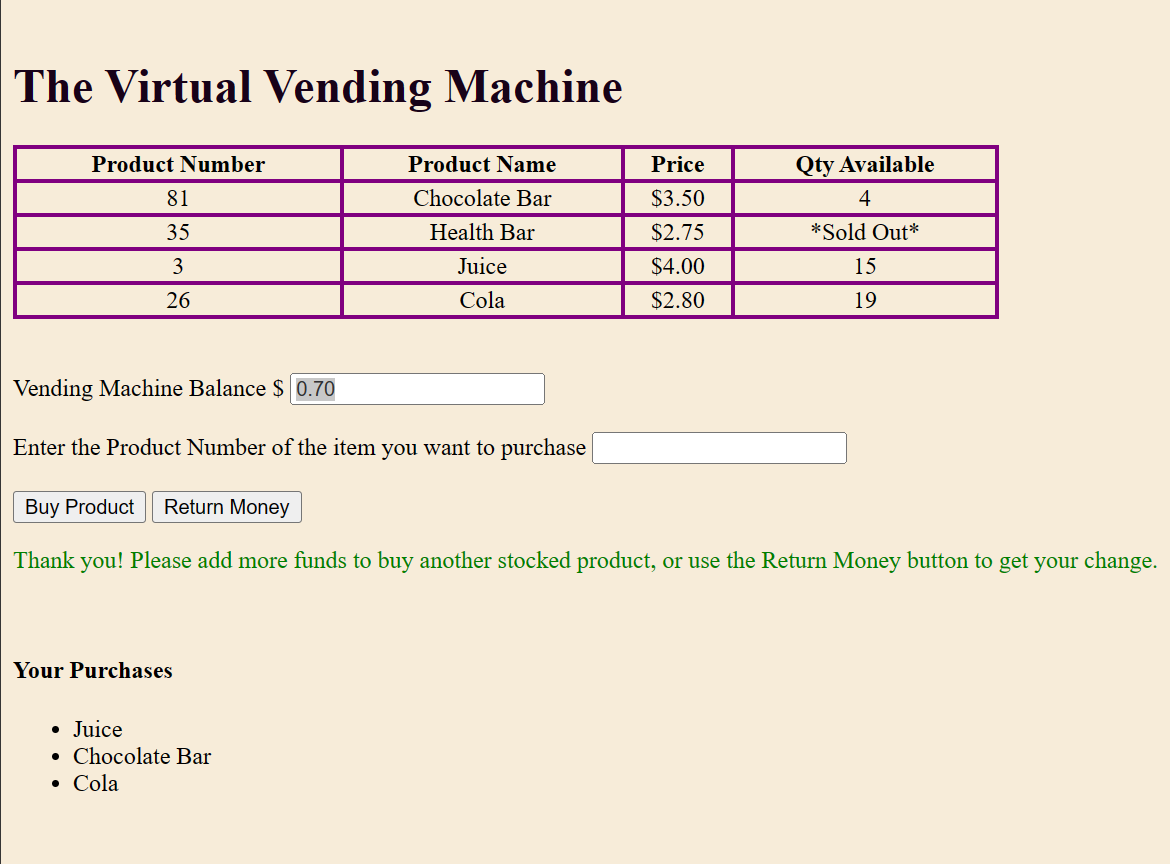 The Virtual Vending Machine
Product Number Product Name Price Qty Available
81 Chocolate Bar $3.50 4
35 Health Bar $2.75 *Sold Out*
3 Juice $4.00 15
26 Cola $2.80 19
Vending Machine Balance $ 0.70
Enter the Product Number of the item you want to purchase
Buy Product Return Money
Thank you! Please add more funds to buy another stocked product, or use the Return Money button to get your change.
Your Purchases
• Juice
• Chocolate Bar
• Cola